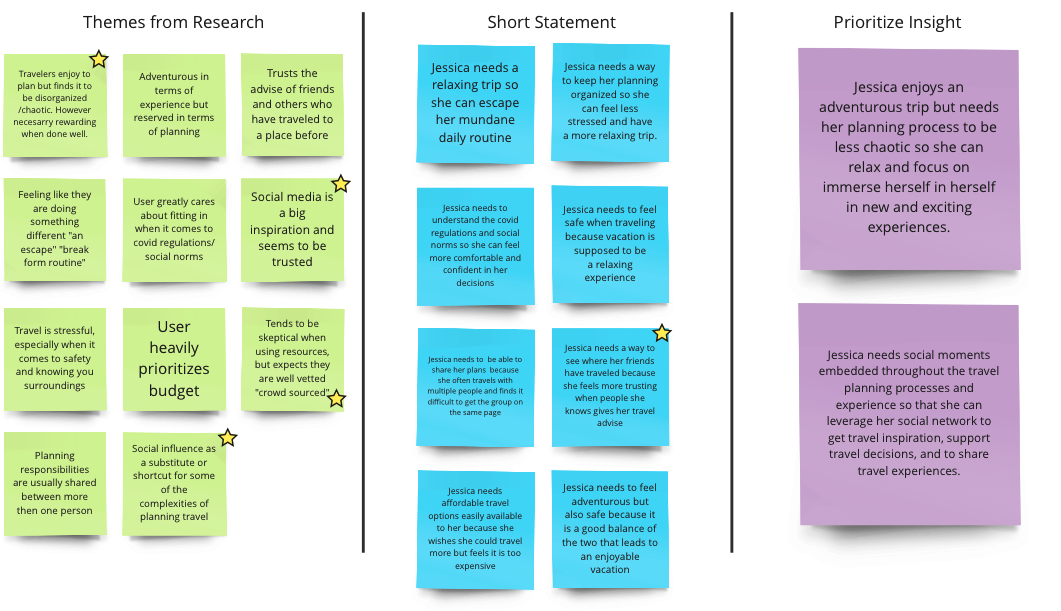 Themes from Research
Travelers enjoy to
plan but finds it to
be disorganized
/chaotic. However
necesarry rewarding
when done well.
Adventurous in
terms of
experience but
reserved in terms
of planning
Trusts the
advise of friends
and others who
have traveled to
a place before
Feeling like they
are doing
something
different "an
escape" "break
form routine"
User greatly cares
about fitting in
when it comes to
covid regulations/
social norms
Social media is
a big
inspiration and
seems to be
trusted
Travel is stressful,
especially when it
comes to safety
and knowing you
surroundings
User
heavily
prioritizes
budget
Tends to be
skeptical when
using resources,
but expects they
are well vetted
"crowd sourced"
Planning
responsibilities
are usually shared
between more
then one person
Social influence as
a substitute or
shortcut for some
of the
complexities of
planning travel
Short Statement
Jessica needs a
relaxing trip so
she can escape
her mundane
daily routine
Jessica needs a way
to keep her planning
organized so she
can feel less
stressed and have
a more relaxing trip.
Jessica needs to
understand the covid
regulations and social
norms so she can feel
more comfortable and
confident in her
decisions
Jessica needs to feel
safe when traveling
because vacation is
supposed to be
a relaxing
experience
Jessica needs to be able to
share her plans because
she often travels with
multiple people and finds it
difficult to get the group on
the same page
Jessica needs a way to
see where her friends
have traveled because
she feels more trusting
when people she
knows gives her travel
advise
Jessica needs
affordable travel
options easily available
to her because she
wishes she could travel
more but feels it is too
expensive
Jessica needs to feel
adventurous but
also safe because it
is a good balance of
the two that leads to
an enjoyable
vacation
Prioritize Insight
Jessica enjoys an
adventurous trip but needs
her planning process to be
less chaotic so she can
relax and focus on
immerse herself in herself
in new and exciting
experiences.
Jessica needs social moments
embedded throughout the travel
planning processes and
experience so that she can
leverage her social network to
get travel inspiration, support
travel decisions, and to share
travel experiences.